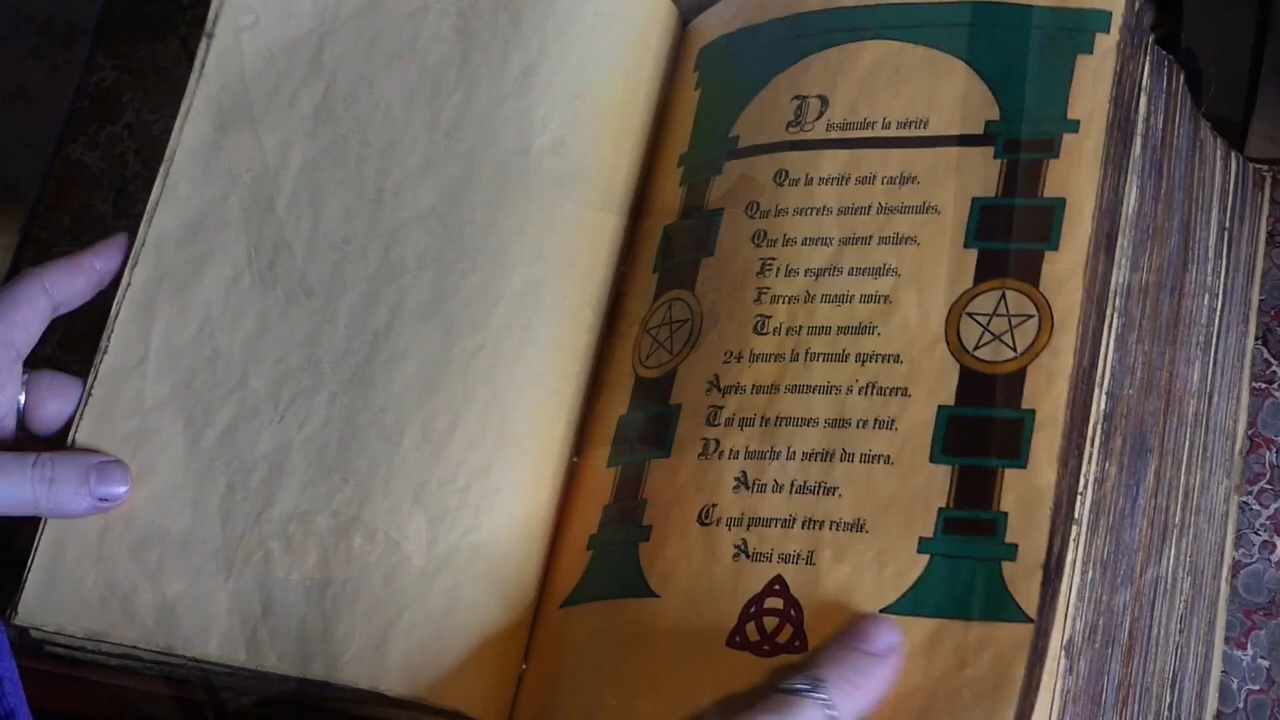 Dissimuler la vérité
Que la vérité soit cachée,
Que les secrets soient dissimulés,
Que les aveux soient voilées,
Et les esprits aveuglés,
Forces de magie noire.
Tel est mon vouloir,
24 heures la formule opérera,
Après touts souvenirs s'effacera,
Toi qui te trouves sous ce toit,
De ta bouche la vérité du niera,
Afin de falsifier,
Ce qui pourrait être révélé.
Ainsi soit-il.